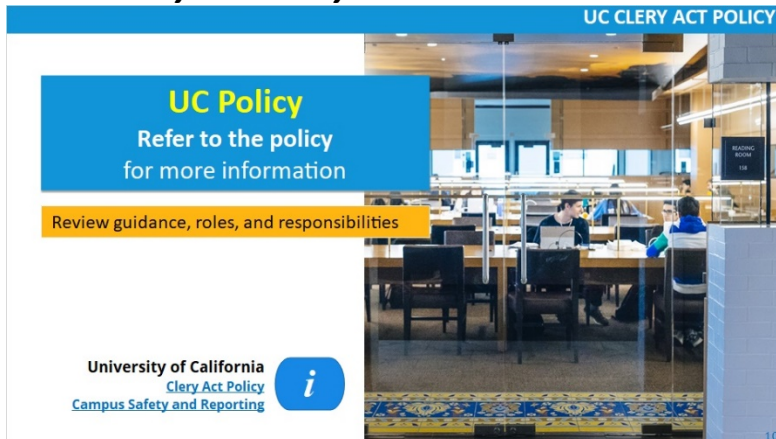 UC CLERY ACT POLICY
UC Policy
Refer to the policy
for more information
READING
ROOM
Review guidance, roles, and responsibilities
University of California
Clery Act Policy
Campus Safety and Reporting
i